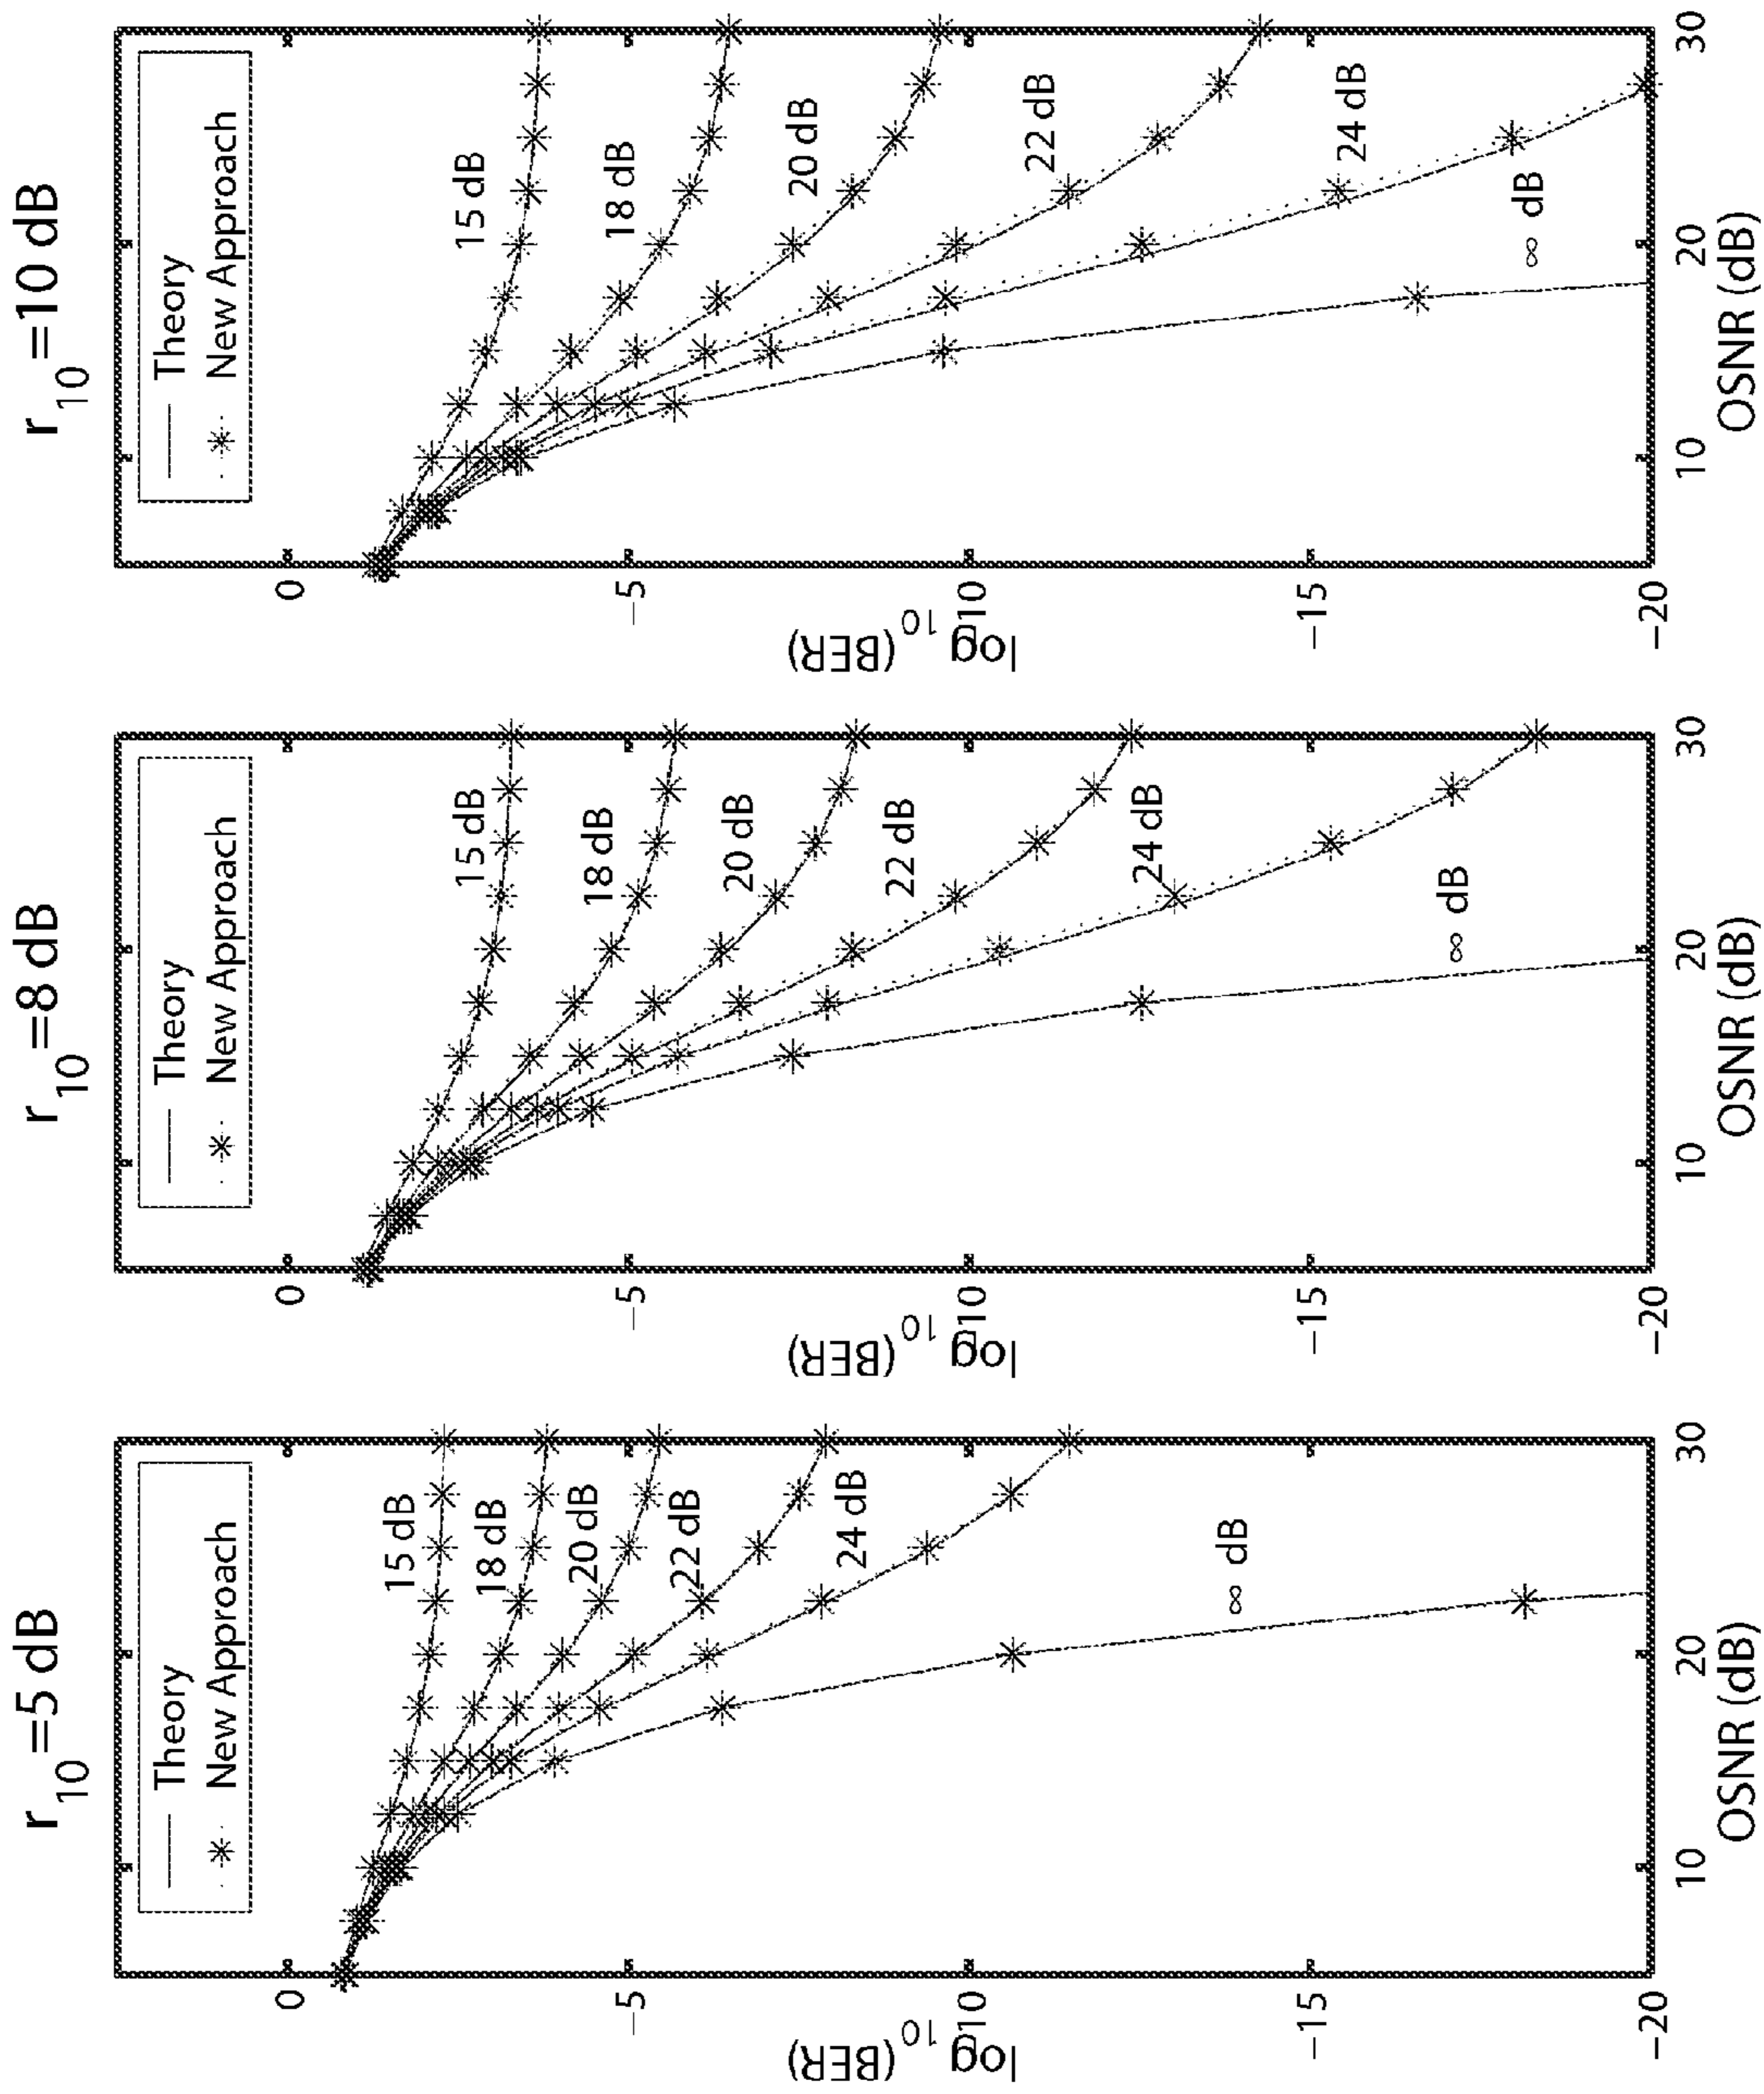 r10=5 dB
Theory
New Approach
15 dB
18 dB
20 dB
22 dB
24 dB
∞ dB
0
−5
−10
−15
−20
log10(BER)
10
20
30
OSNR (dB)
r10=8 dB
Theory
New Approach
15 dB
18 dB
20 dB
22 dB
24 dB
∞ dB
0
−5
−10
−15
−20
log10(BER)
10
20
30
OSNR (dB)
r10=10 dB
Theory
New Approach
15 dB
18 dB
20 dB
22 dB
24 dB
∞ dB
0
−5
−10
−15
−20
log10(BER)
10
20
30
OSNR (dB)